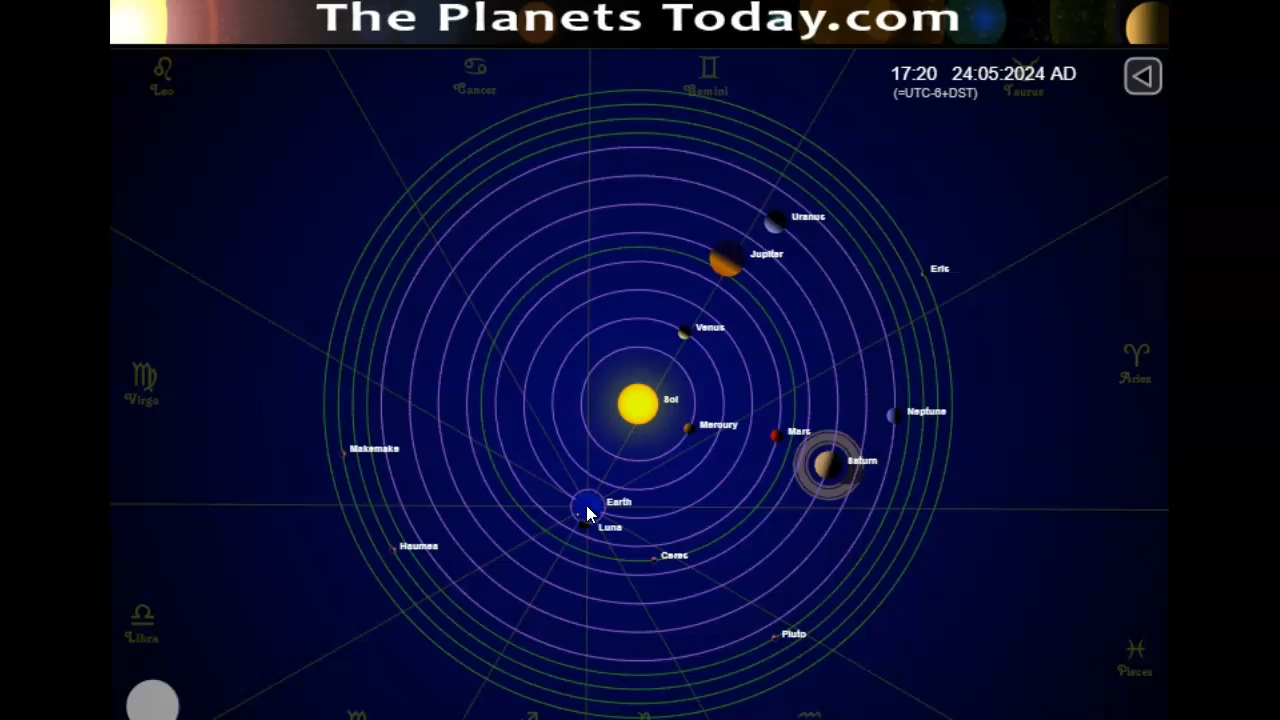 The Planets Today.com
17:20 24:05:2024 AD
(=UTC-6+DST)
Leo
Cancer
Gemini
Taurus
Uranus
Jupiter
Eris
Venus
Aries
Virgo
Sol
Neptune
Mercury
Mars
Makemake
Saturn
Earth
Luna
Haumea
Ceres
Libra
Pluto
Pisces